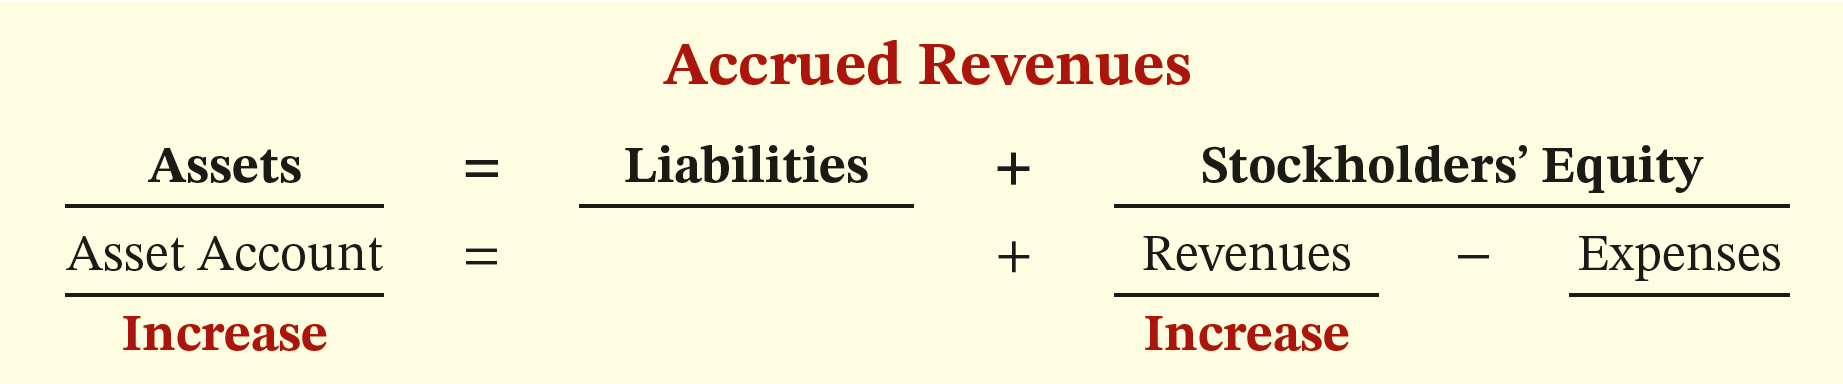 Accrued Revenues
Assets = Liabilities + Stockholders’ Equity
Asset Account = + Revenues − Expenses
Increase Increase